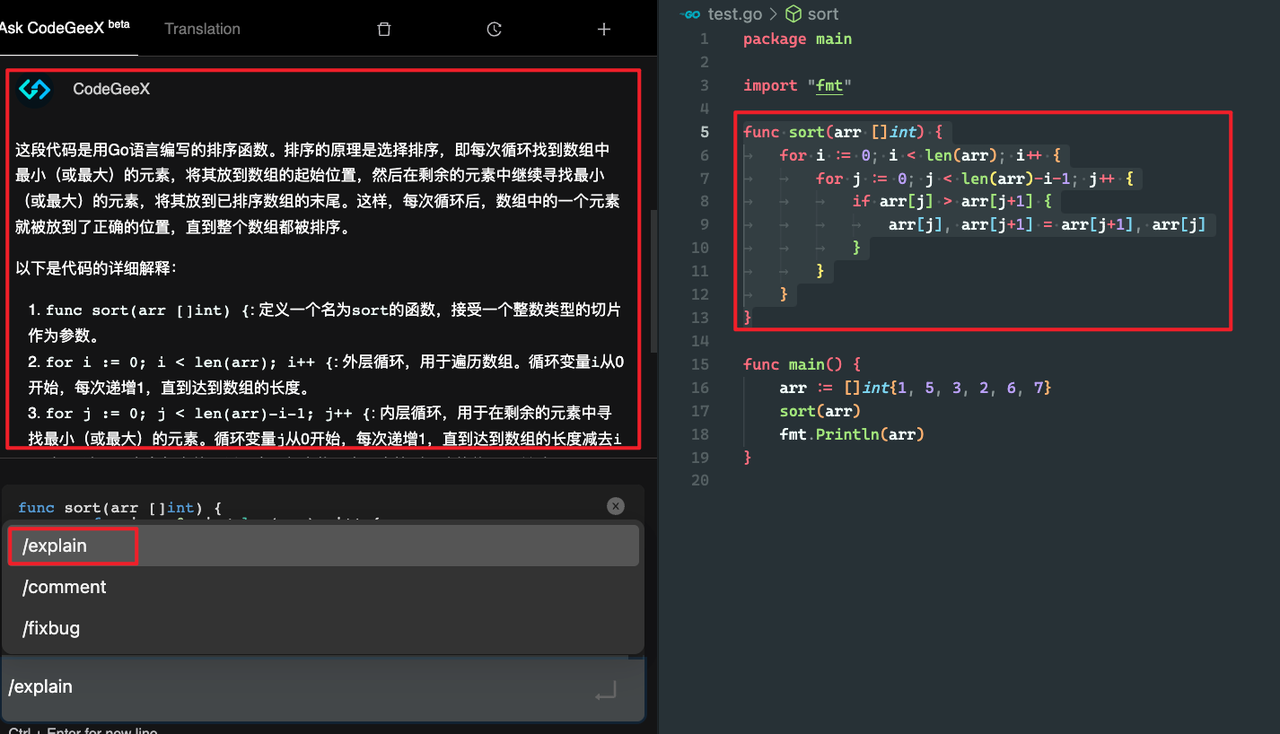 Ask CodeGeeX beta
Translation
CodeGeeX
这段代码是用Go语言编写的排序函数。排序的原理是选择排序，即每次循环找到数组中
最小（或最大）的元素，将其放到数组的起始位置，然后在剩余的元素中继续寻找最小
（或最大）的元素，将其放到已排序数组的末尾。这样，每次循环后，数组中的一个元素
就被放到了正确的位置，直到整个数组都被排序。
以下是代码的详细解释：
1. func sort(arr []int) {: 定义一个名为sort的函数，接受一个整数类型的切片
作为参数。
2. for i := 0; i < len(arr); i++ {: 外层循环，用于遍历数组。循环变量i从0
开始，每次递增1，直到达到数组的长度。
3. for j := 0; j < len(arr)-i-1; j++ {: 内层循环，用于在剩余的元素中寻
找最小（或最大）的元素。循环变量j从0开始，每次递增1，直到达到数组的长度减去i
func sort(arr []int) {
/explain
/comment
/fixbug
/explain
Ctrl + Enter for new line
test.go > sort
1 package main
2
3 import "fmt"
4
5 func sort(arr []int) {
6 for i := 0; i < len(arr); i++ {
7 for j := 0; j < len(arr)-i-1; j++ {
8 if arr[j] > arr[j+1] {
9 arr[j], arr[j+1] = arr[j+1], arr[j]
10 }
11 }
12 }
13 }
14
15 func main() {
16 arr := []int{1, 5, 3, 2, 6, 7}
17 sort(arr)
18 fmt.Println(arr)
19 }
20